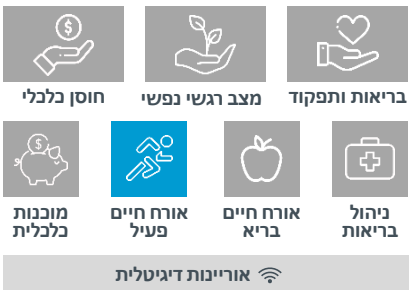 בריאות ותפקוד
מצב רגשי נפשי
חוסן כלכלי
ניהול
בריאות
אורח חיים
בריא
אורח חיים
פעיל
מוכנות
כלכלית
אוריינות דיגיטלית